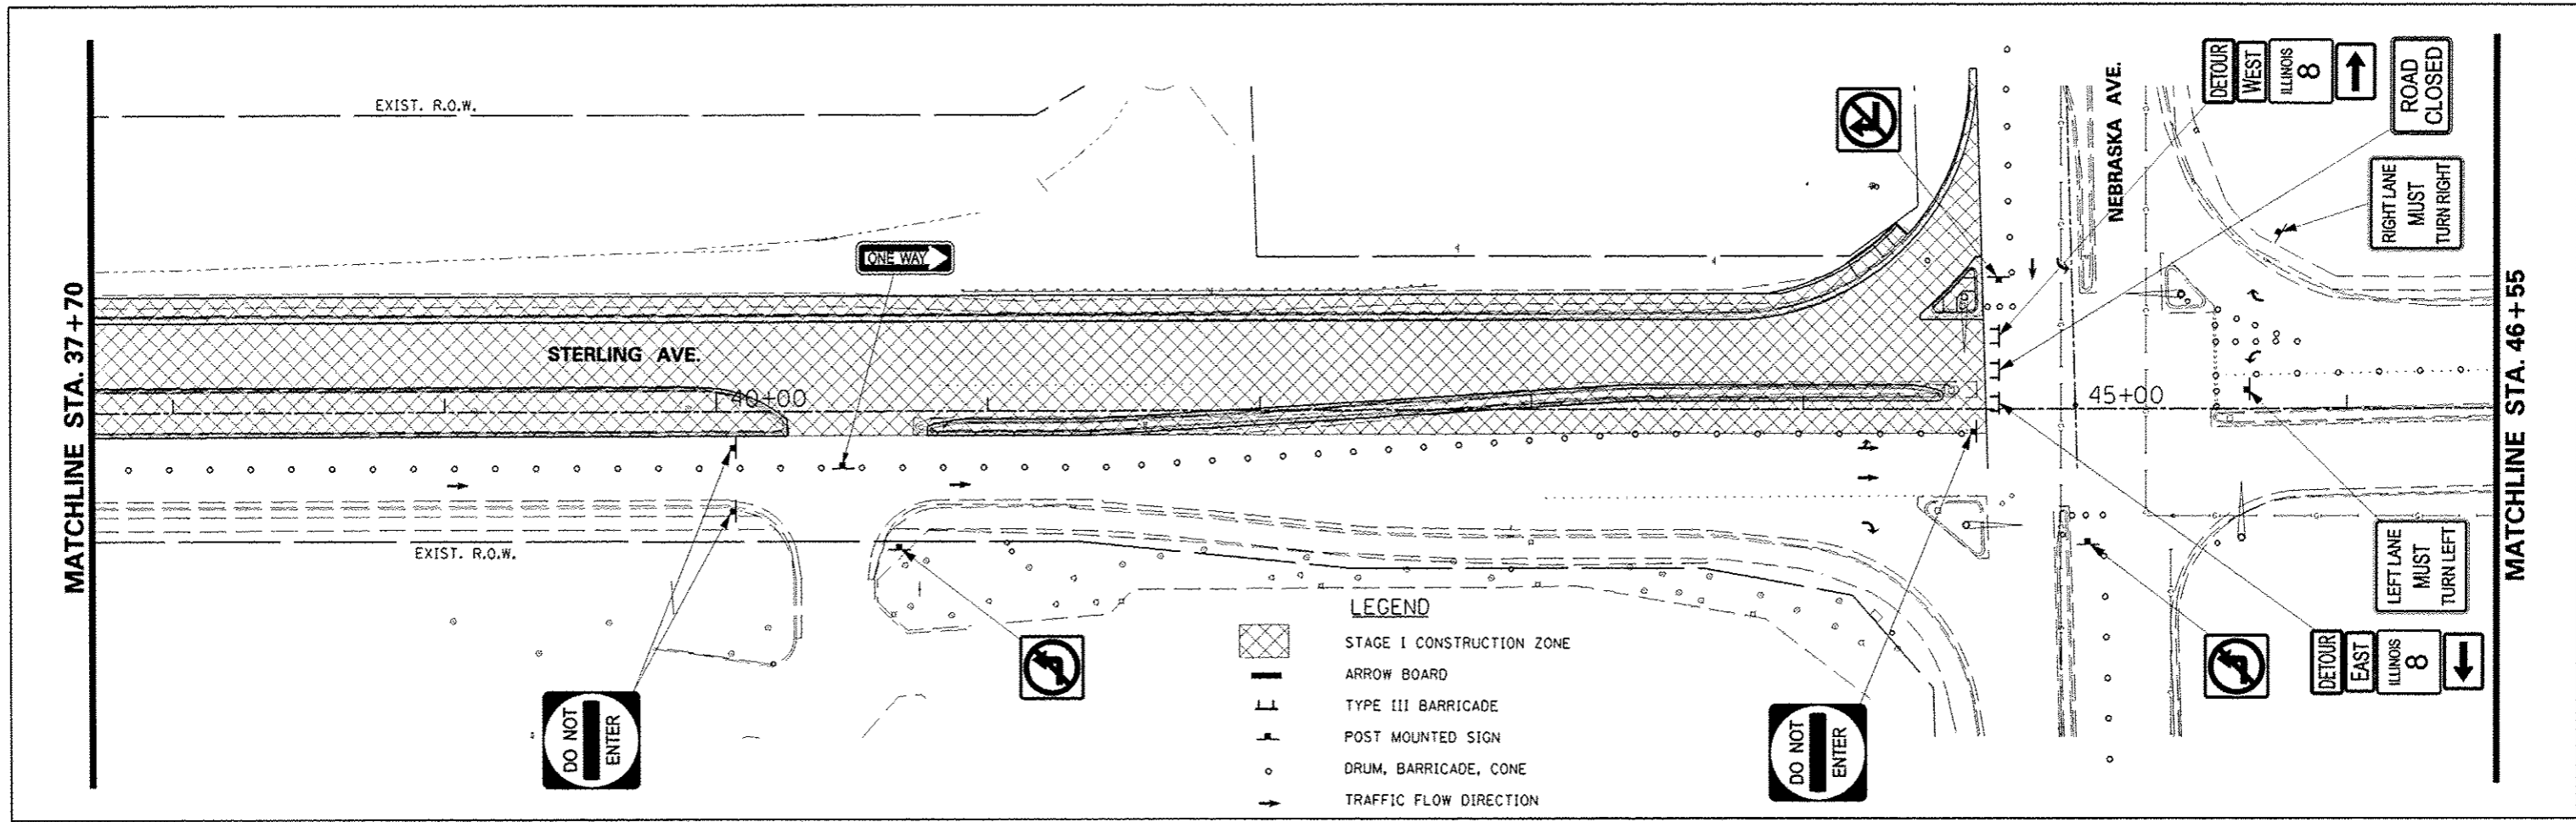 MATCHLINE STA. 37+70
EXIST. R.O.W.
ONE WAY
STERLING AVE.
40+00
EXIST. R.O.W.
DO NOT
ENTER
LEGEND
STAGE I CONSTRUCTION ZONE
ARROW BOARD
TYPE III BARRICADE
POST MOUNTED SIGN
DRUM, BARRICADE, CONE
TRAFFIC FLOW DIRECTION
DO NOT
ENTER
NEBRASKA AVE.
45+00
DETOUR
WEST
ILLINOIS
8
ROAD
CLOSED
RIGHT LANE
MUST
TURN RIGHT
LEFT LANE
MUST
TURN LEFT
DETOUR
EAST
ILLINOIS
8
MATCHLINE STA. 46+55